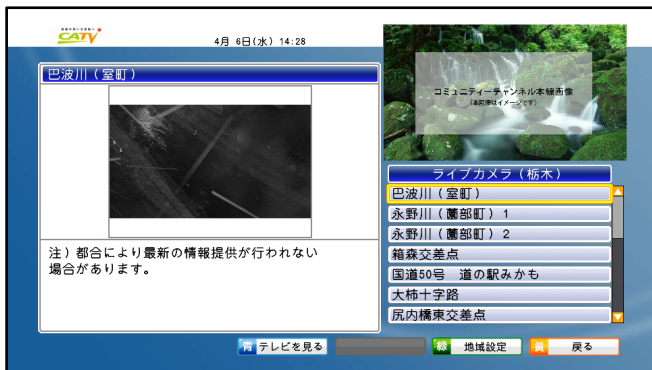 CATV
4月 6日(水) 14:28
巴波川(室町)
注)都合により最新の情報提供が行われない
場合があります。
コミュニティーチャンネル本線画像
(本画像はイメージです)
ライブカメラ(栃木)
巴波川(室町)
永野川(薗部町)1
永野川(薗部町)2
箱森交差点
国道50号 道の駅みかも
大柿十字路
尻内橋東交差点
青 テレビを見る
緑 地域設定
黄 戻る